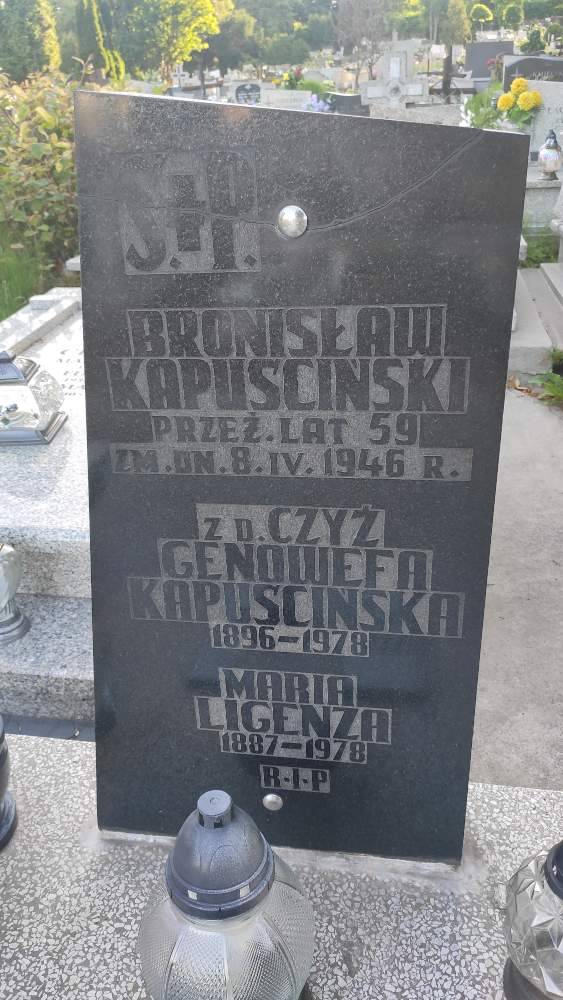 Ś.†P.
BRONISŁAW
KAPUŚCIŃSKI
PRZEŻ. LAT 59
ZM. DN. 8. IV. 1946 R.
Z D. CZYŻ
GENOWEFA
KAPUŚCIŃSKA
1896-1978
MARIA
LIGENZA
1887-1978
R·I·P